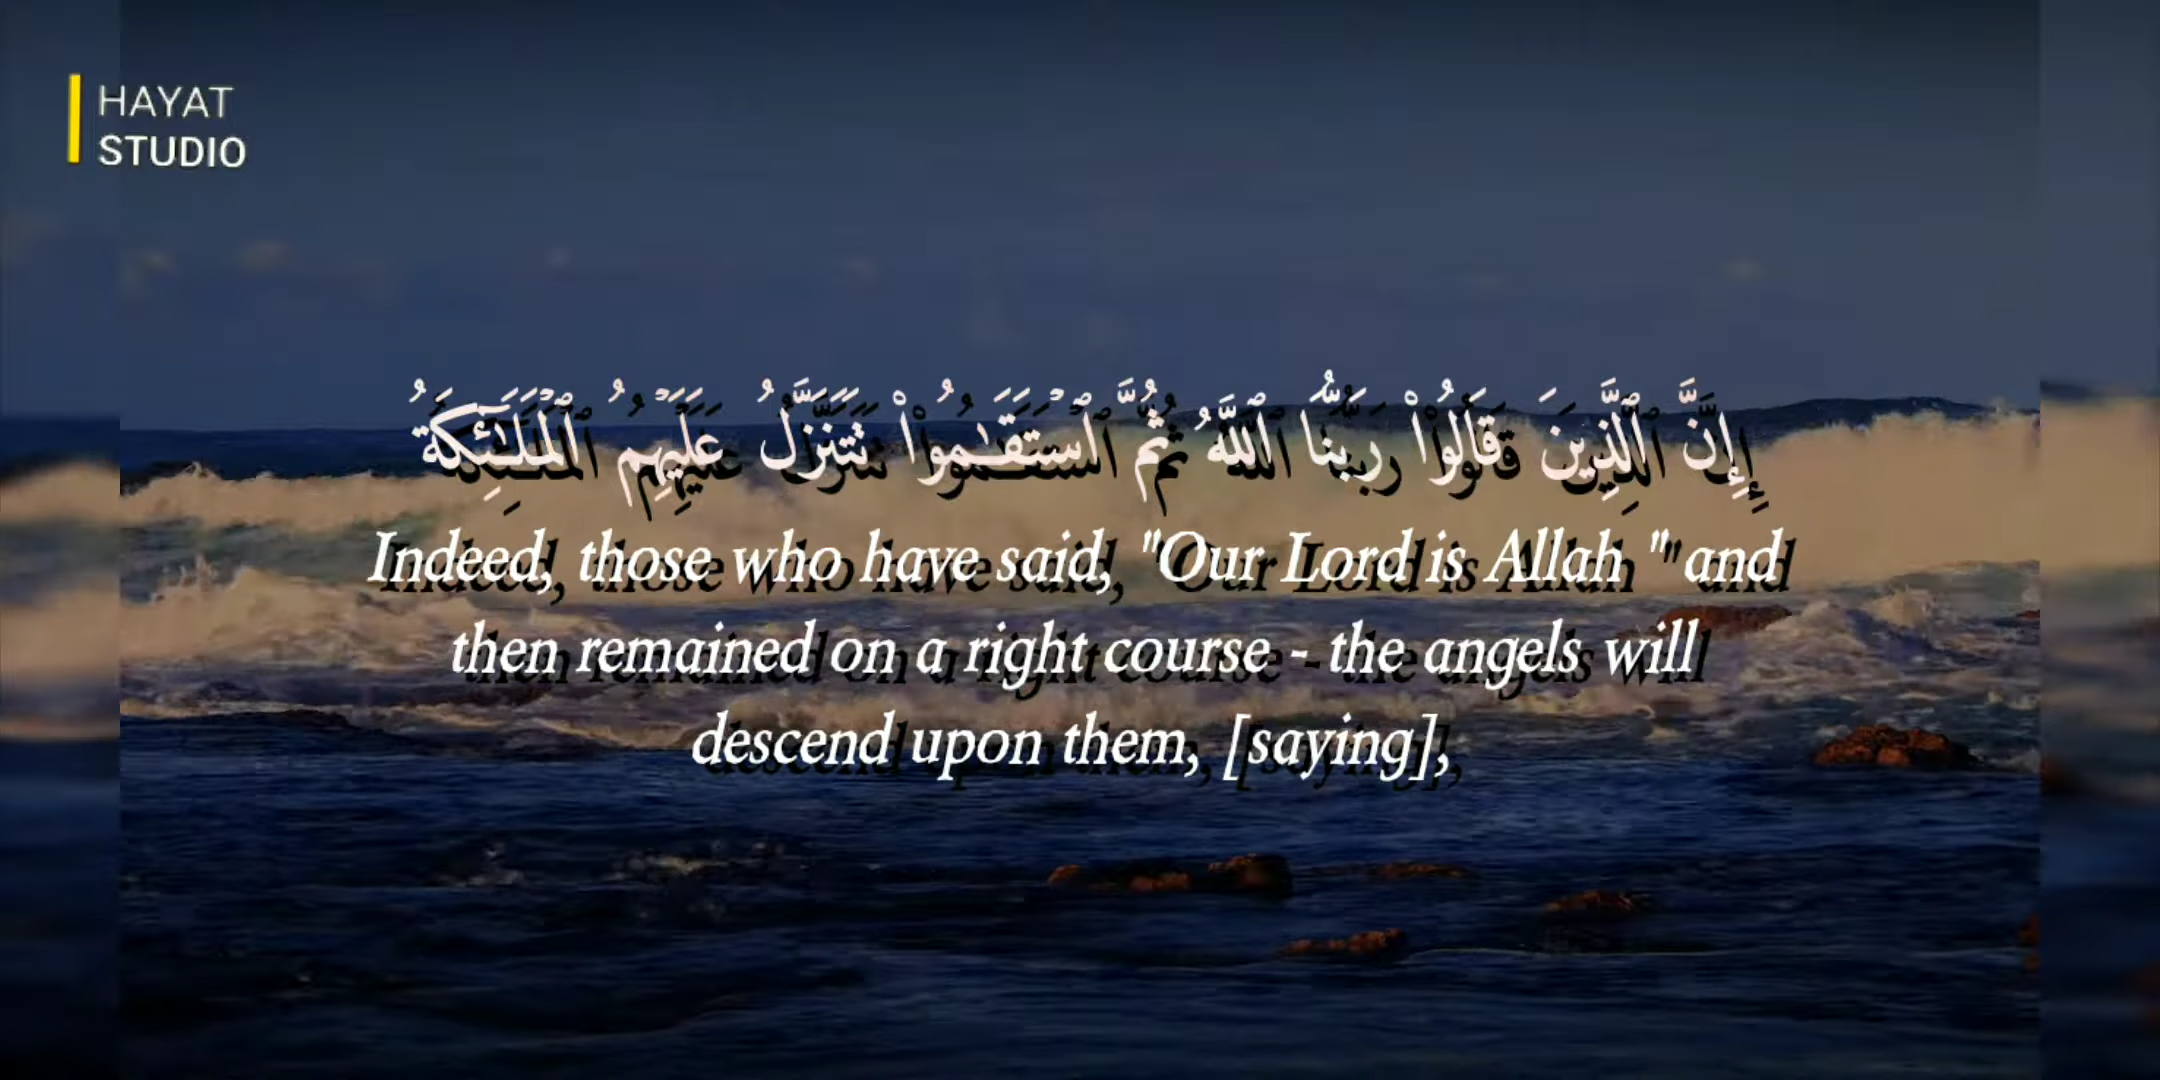 HAYAT
STUDIO
إِنَّ ٱلَّذِينَ قَالُوا۟ رَبُّنَا ٱللَّهُ ثُمَّ ٱسْتَقَـٰمُوا۟ تَتَنَزَّلُ عَلَيْهِمُ ٱلْمَلَـٰٓئِكَةُ
Indeed, those who have said, "Our Lord is Allah " and
then remained on a right course - the angels will
descend upon them, [saying],